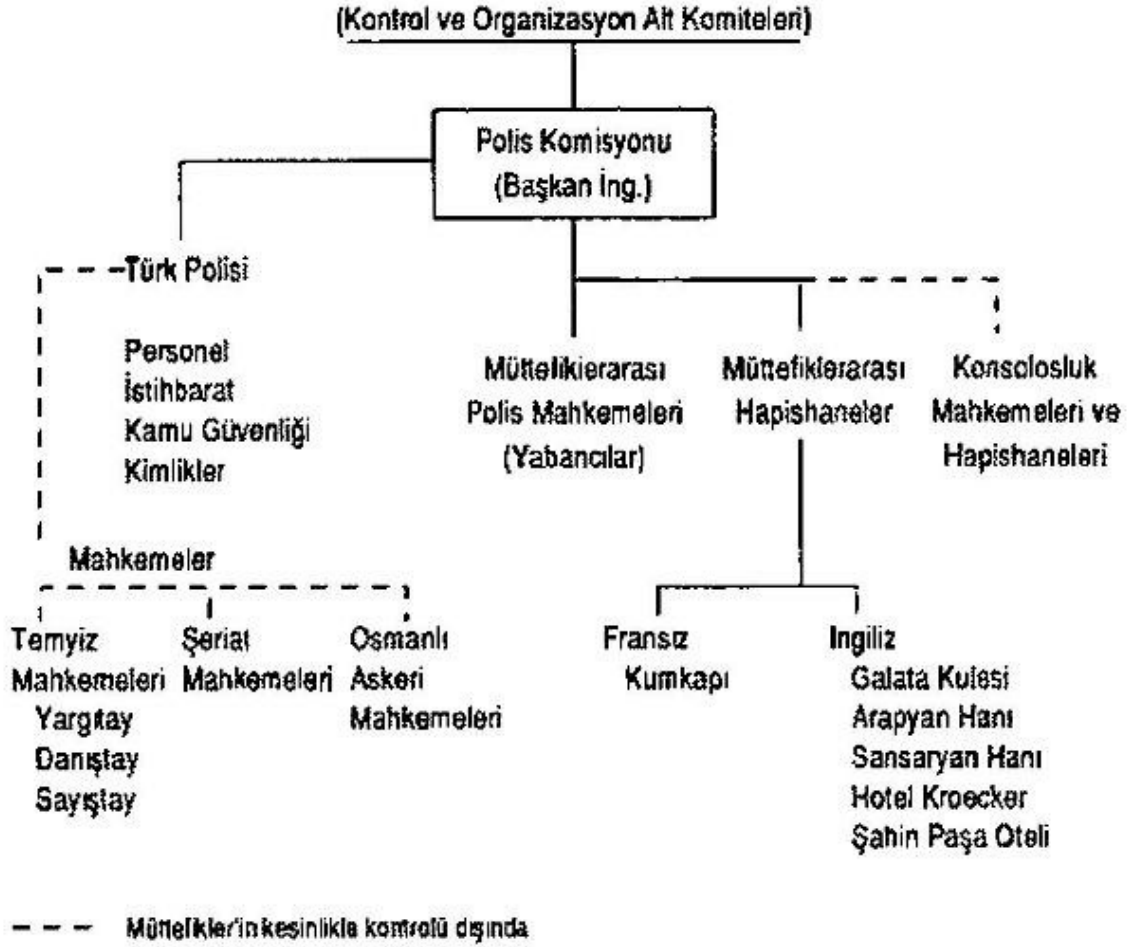 (Kontrol ve Organizasyon Alt Komiteleri)
Polis Komisyonu
(Başkan İng.)
Türk Polisi
Personel
İstihbarat
Kamu Güvenliği
Kimlikler
Müttefiklerarası
Polis Mahkemeleri
(Yabancılar)
Müttefiklerarası
Hapishaneler
Konsolosluk
Mahkemeleri ve
Hapishaneleri
Mahkemeler
Temyiz
Mahkemeleri
Yargıtay
Danıştay
Sayıştay
Şeriat
Mahkemeleri
Osmanlı
Askeri
Mahkemeleri
Fransız
Kumkapı
İngiliz
Galata Kulesi
Arapyan Hanı
Sansaryan Hanı
Hotel Kroecker
Şahin Paşa Oteli
Müttefikler'in kesinlikle kontrolü dışında